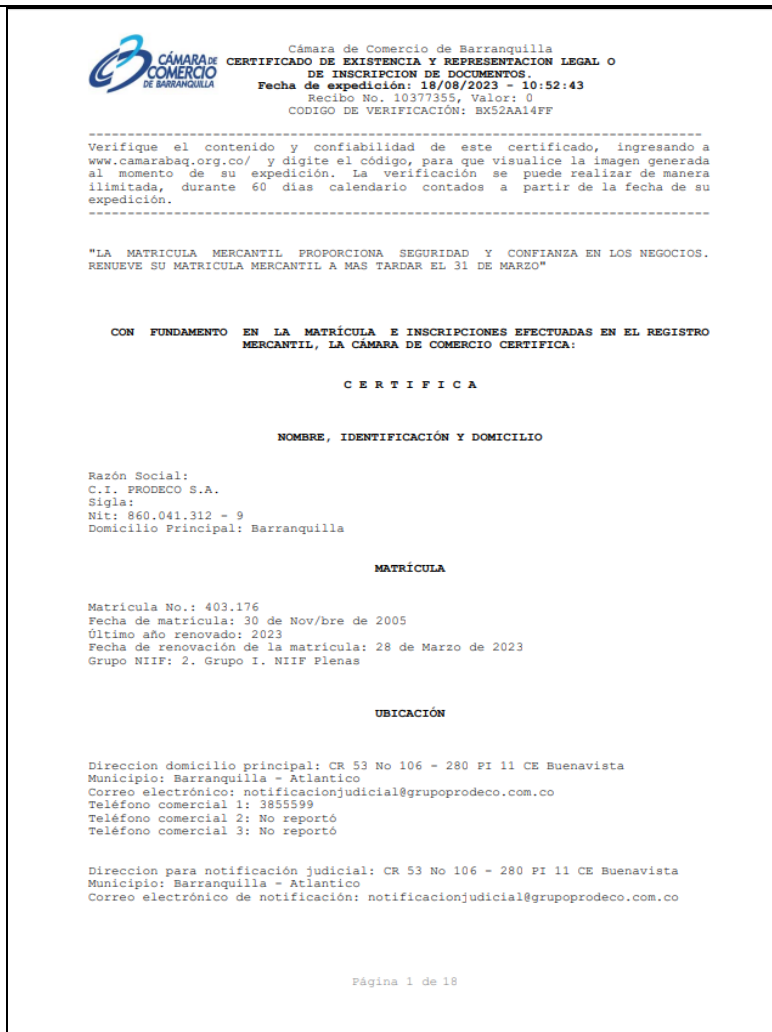 CÁMARA DE
COMERCIO
DE BARRANQUILLA
Cámara de Comercio de Barranquilla
CERTIFICADO DE EXISTENCIA Y REPRESENTACION LEGAL O
DE INSCRIPCION DE DOCUMENTOS.
Fecha de expedición: 18/08/2023 - 10:52:43
Recibo No. 10377355, Valor: 0
CODIGO DE VERIFICACIÓN: BX52AA14FF
--------------------------------------------------------------------------------
Verifique el contenido y confiabilidad de este certificado, ingresando a
www.camarabaq.org.co/ y digite el código, para que visualice la imagen generada
al momento de su expedición. La verificación se puede realizar de manera
ilimitada, durante 60 días calendario contados a partir de la fecha de su
expedición.
--------------------------------------------------------------------------------
"LA MATRICULA MERCANTIL PROPORCIONA SEGURIDAD Y CONFIANZA EN LOS NEGOCIOS.
RENUEVE SU MATRICULA MERCANTIL A MAS TARDAR EL 31 DE MARZO"
CON FUNDAMENTO EN LA MATRÍCULA E INSCRIPCIONES EFECTUADAS EN EL REGISTRO
MERCANTIL, LA CÁMARA DE COMERCIO CERTIFICA:
C E R T I F I C A
NOMBRE, IDENTIFICACIÓN Y DOMICILIO
Razón Social:
C.I. PRODECO S.A.
Sigla:
Nit: 860.041.312 - 9
Domicilio Principal: Barranquilla
MATRÍCULA
Matrícula No.: 403.176
Fecha de matrícula: 30 de Nov/bre de 2005
Último año renovado: 2023
Fecha de renovación de la matrícula: 28 de Marzo de 2023
Grupo NIIF: 2. Grupo I. NIIF Plenas
UBICACIÓN
Direccion domicilio principal: CR 53 No 106 - 280 PI 11 CE Buenavista
Municipio: Barranquilla - Atlantico
Correo electrónico: notificacionjudicial@grupoprodeco.com.co
Teléfono comercial 1: 3855599
Teléfono comercial 2: No reportó
Teléfono comercial 3: No reportó
Direccion para notificación judicial: CR 53 No 106 - 280 PI 11 CE Buenavista
Municipio: Barranquilla - Atlantico
Correo electrónico de notificación: notificacionjudicial@grupoprodeco.com.co
Página 1 de 18